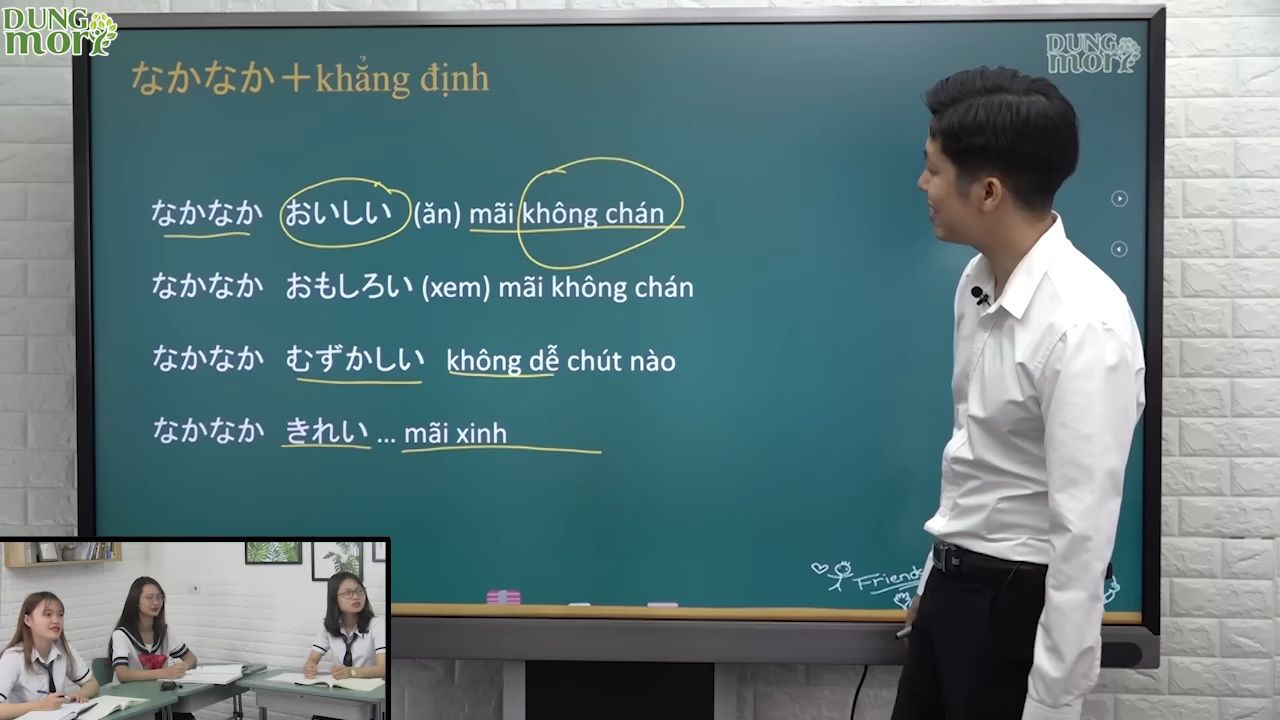 DUNG
mori
DUNG
mori
なかなか＋khẳng định
なかなか おいしい (ăn) mãi không chán
なかなか おもしろい (xem) mãi không chán
なかなか むずかしい không dễ chút nào
なかなか きれい ... mãi xinh
Friends